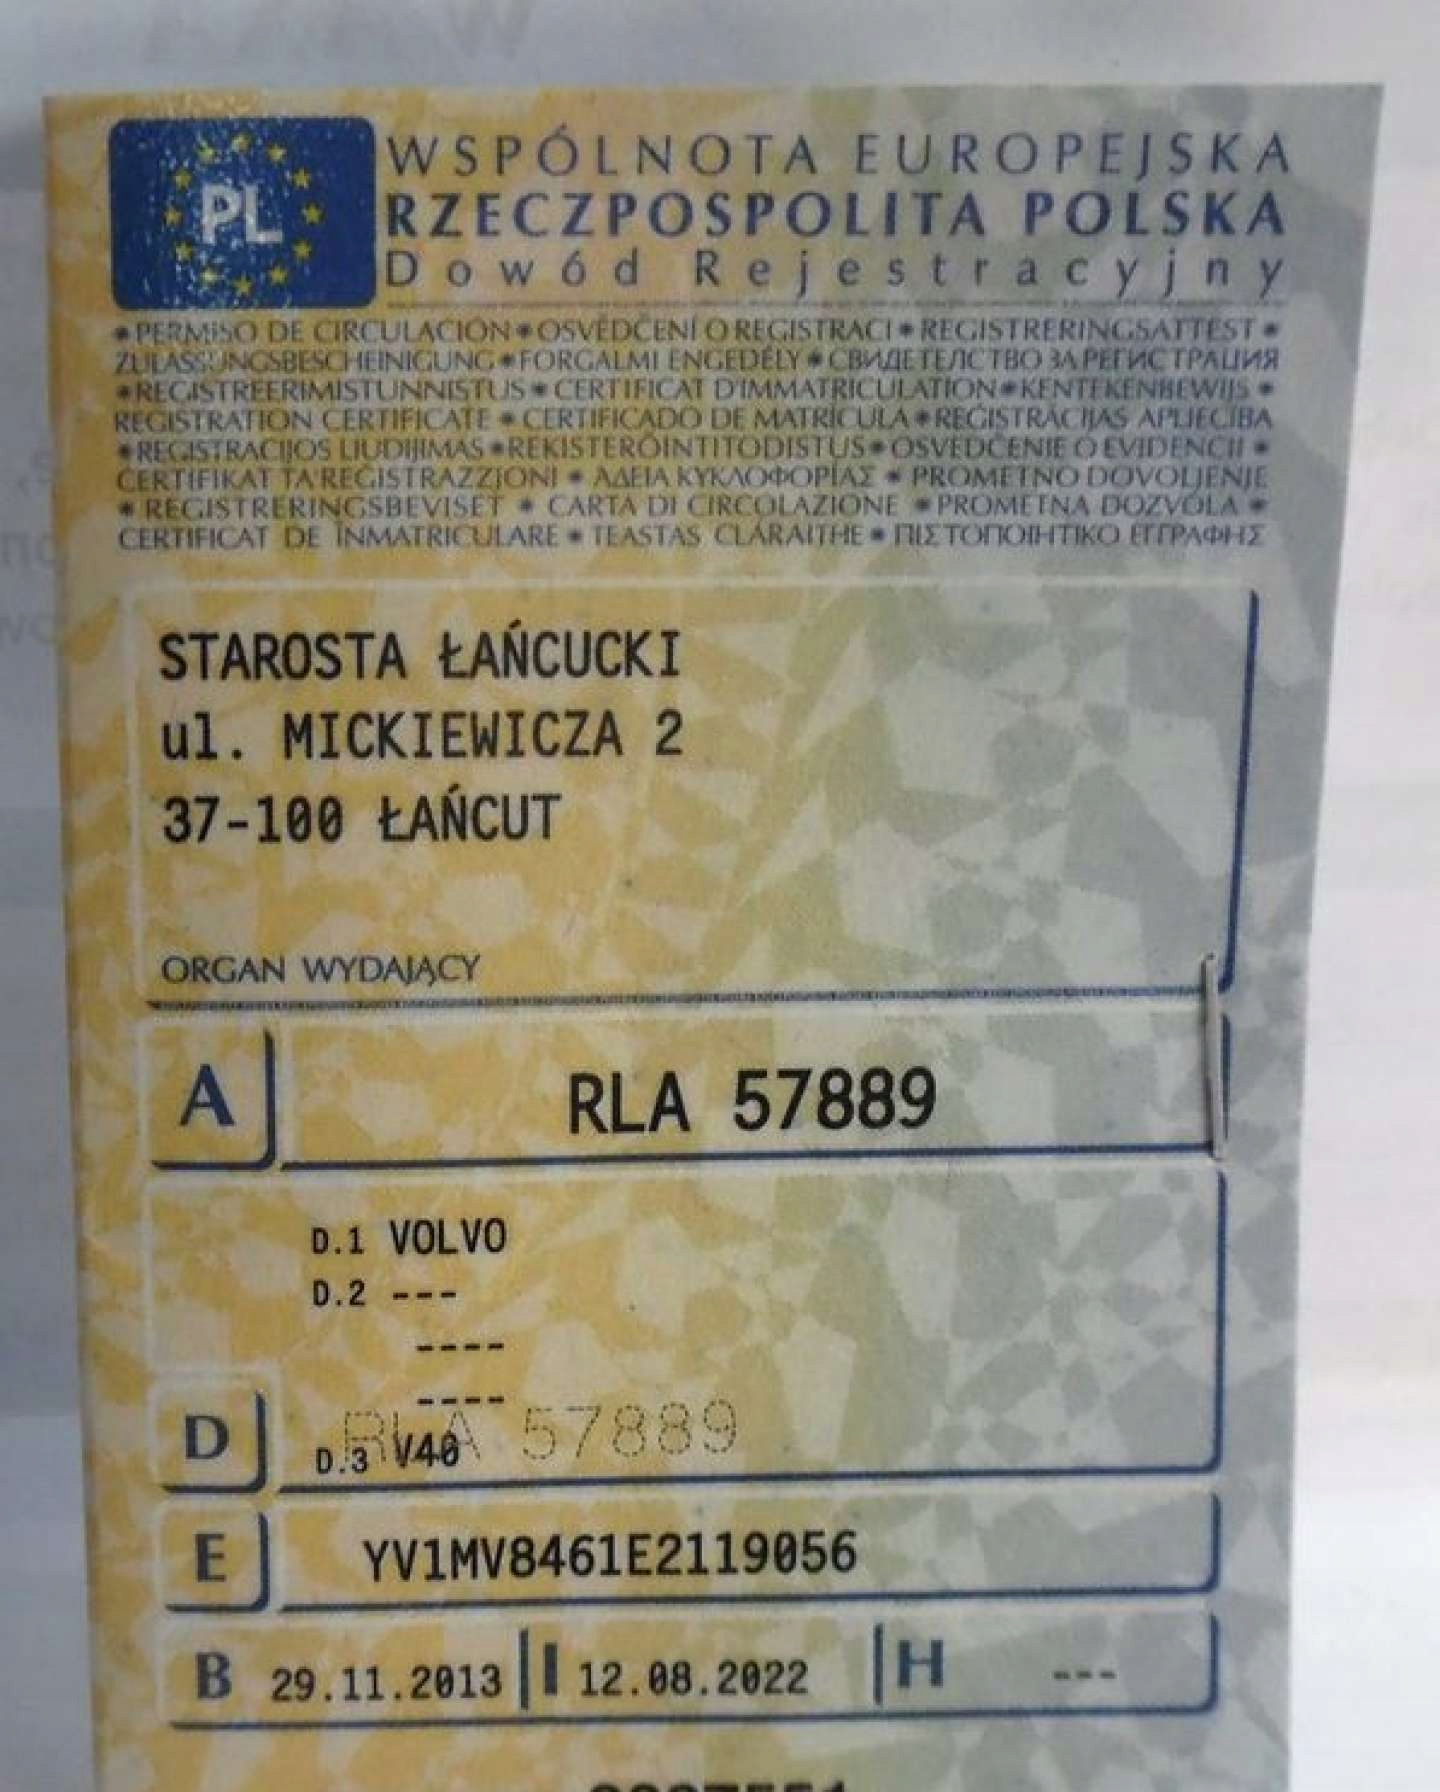 PL
WSPÓLNOTA EUROPEJSKA
RZECZPOSPOLITA POLSKA
Dowód Rejestracyjny
* PERMISO DE CIRCULACIÓN * OSVĚDČENÍ O REGISTRACI * REGISTRERINGSATTEST *
ZULASSUNGSBESCHEINIGUNG * FORGALMI ENGEDÉLY * СВИДЕТЕЛСТВО ЗА РЕГИСТРАЦИЯ
* REGISTREERIMISTUNNISTUS * CERTIFICAT D'IMMATRICULATION * KENTEKENBEWIJS *
REGISTRATION CERTIFICATE * CERTIFICADO DE MATRÍCULA * REĢISTRĀCIJAS APLIECĪBA
* REGISTRACIJOS LIUDIJIMAS * REKISTERÖINTITODISTUS * OSVEDČENIE O EVIDENCII *
CERTIFIKAT TA'REĠISTRAZZJONI * ΑΔΕΙΑ ΚΥΚΛΟΦΟΡΊΑΣ * PROMETNO DOVOLJENJE
* REGISTRERINGSBEVISET * CARTA DI CIRCOLAZIONE * PROMETNA DOZVOLA *
CERTIFICAT DE ÎNMATRICULARE * TEASTAS CLÁRAITHE * ΠΙΣΤΟΠΟΙΗΤΙΚΟ ΕΓΓΡΑΦΗΣ
STAROSTA ŁAŃCUCKI
ul. MICKIEWICZA 2
37-100 ŁAŃCUT
ORGAN WYDAJĄCY
A RLA 57889
D.1 VOLVO
D.2 ---
----
----
RLA 57889
D D.3 V40
E YV1MV8461E2119056
B 29.11.2013 I 12.08.2022 H ---